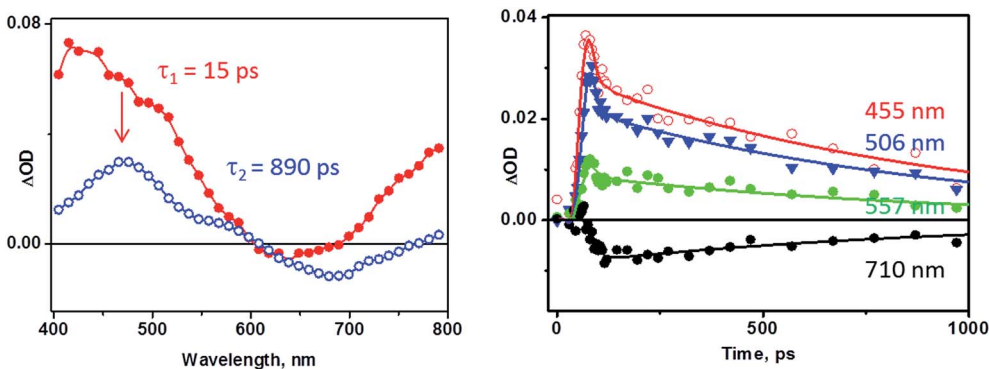 0.08
τ1 = 15 ps
τ2 = 890 ps
ΔOD
0.00
400 500 600 700 800
Wavelength, nm
0.04
0.02
ΔOD
0.00
455 nm
506 nm
557 nm
710 nm
0 500 1000
Time, ps